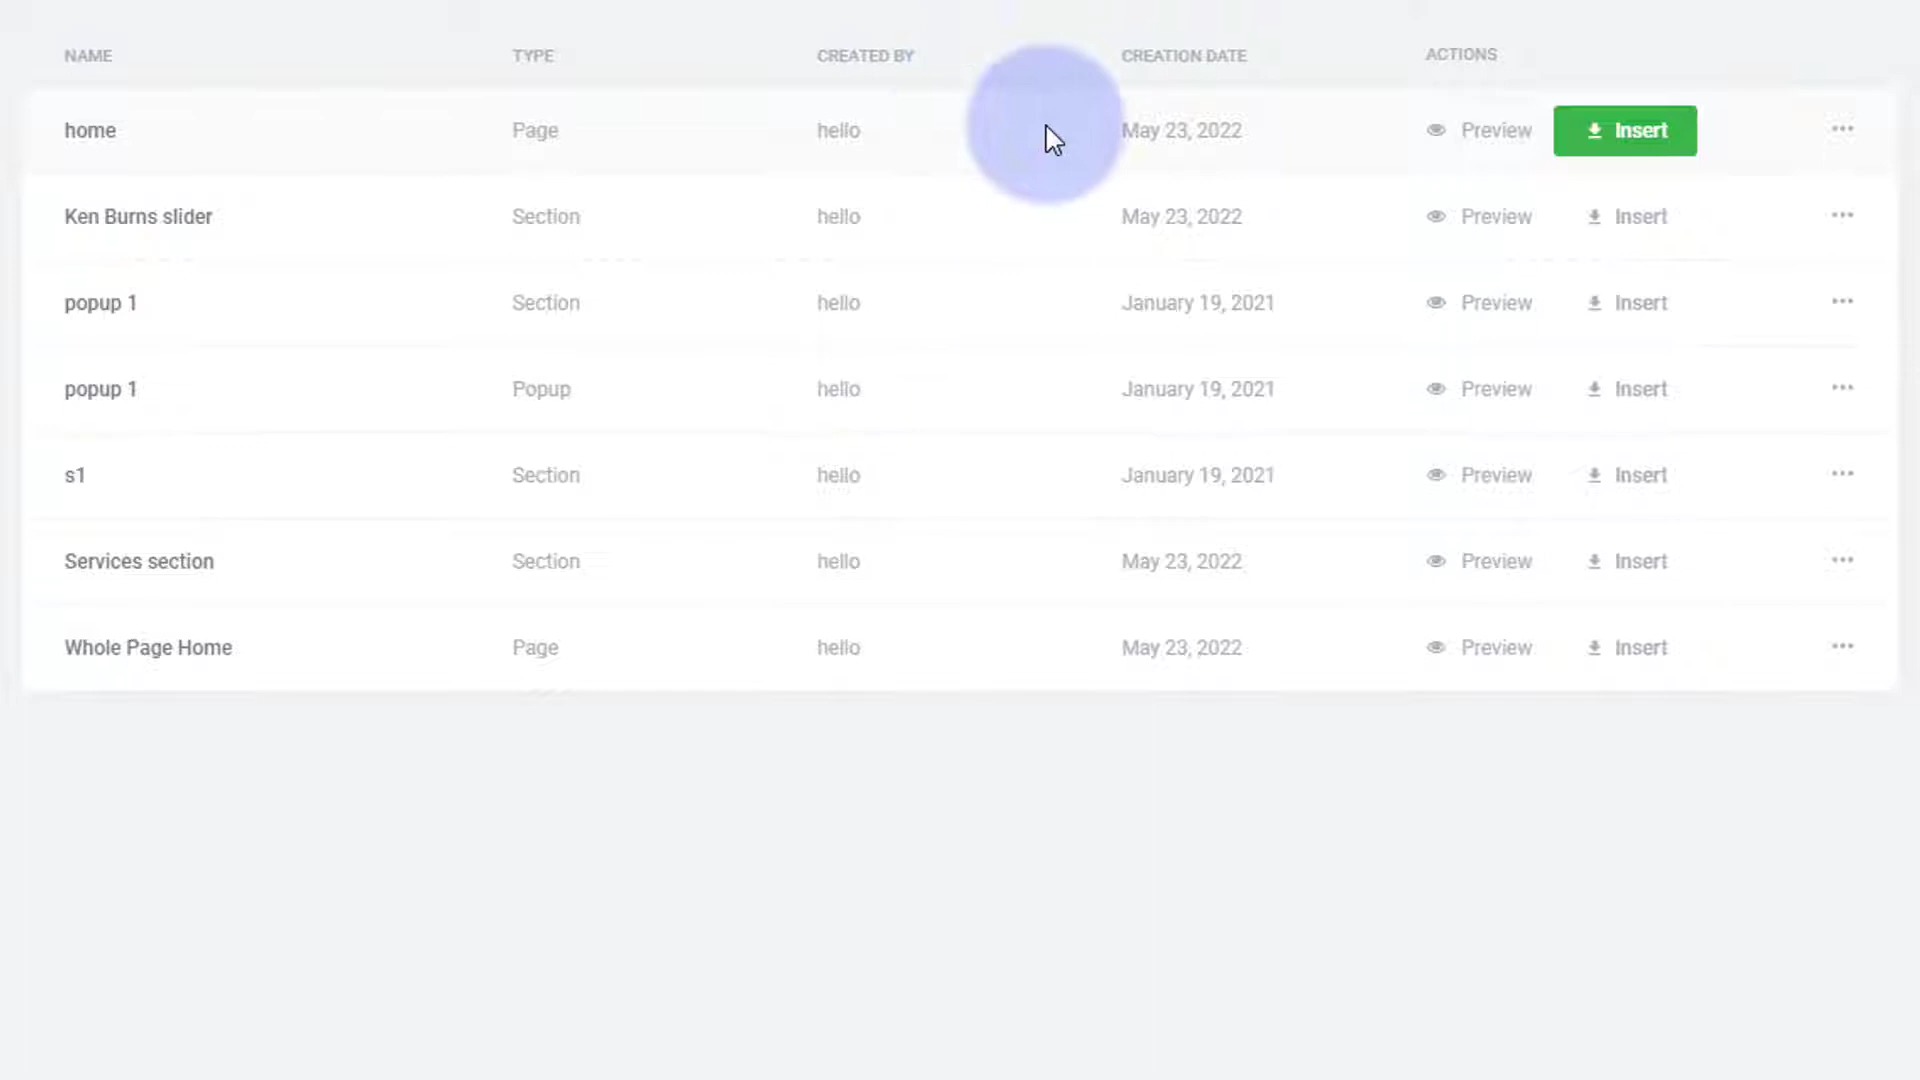 NAME TYPE CREATED BY CREATION DATE ACTIONS
home Page hello May 23, 2022 Preview Insert
Ken Burns slider Section hello May 23, 2022 Preview Insert
popup 1 Section hello January 19, 2021 Preview Insert
popup 1 Popup hello January 19, 2021 Preview Insert
s1 Section hello January 19, 2021 Preview Insert
Services section Section hello May 23, 2022 Preview Insert
Whole Page Home Page hello May 23, 2022 Preview Insert